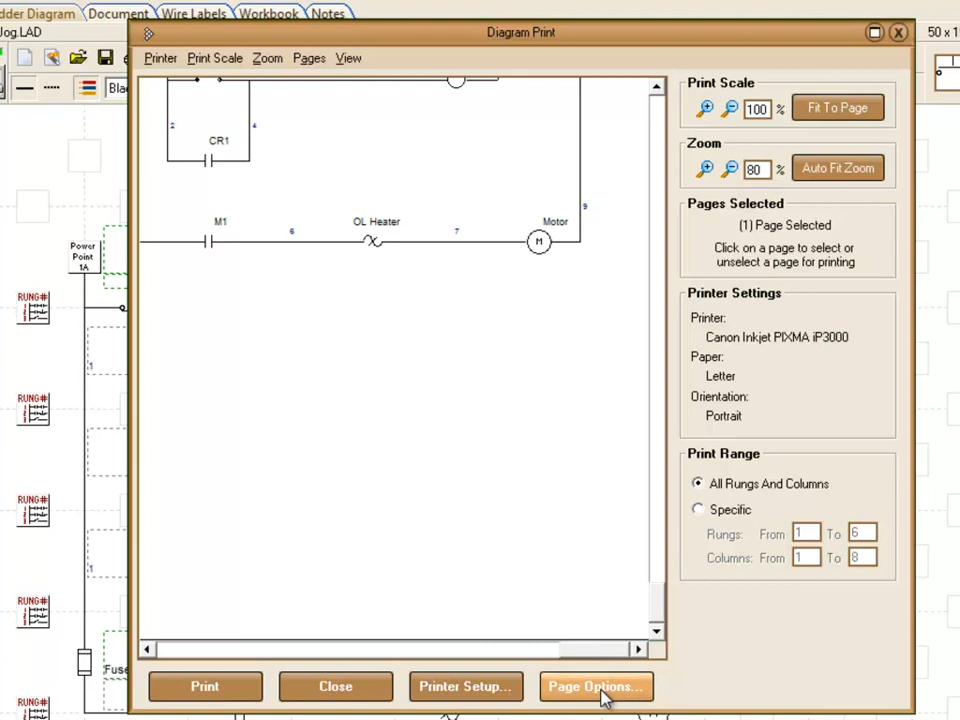 dder Diagram Document Wire Labels Workbook Notes
Jog.LAD
Diagram Print
50 x 1
Printer Print Scale Zoom Pages View
Bla
Power
Point
1A
RUNG#
RUNG#
RUNG#
RUNG#
RUNG#
1
1
Fuse
2
4
CR1
M1
6
OL Heater
7
Motor
M
9
Print Scale
100 %
Fit To Page
Zoom
80 %
Auto Fit Zoom
Pages Selected
(1) Page Selected
Click on a page to select or
unselect a page for printing
Printer Settings
Printer:
Canon Inkjet PIXMA iP3000
Paper:
Letter
Orientation:
Portrait
Print Range
All Rungs And Columns
Specific
Rungs: From 1 To 6
Columns: From 1 To 8
Print
Close
Printer Setup...
Page Options...